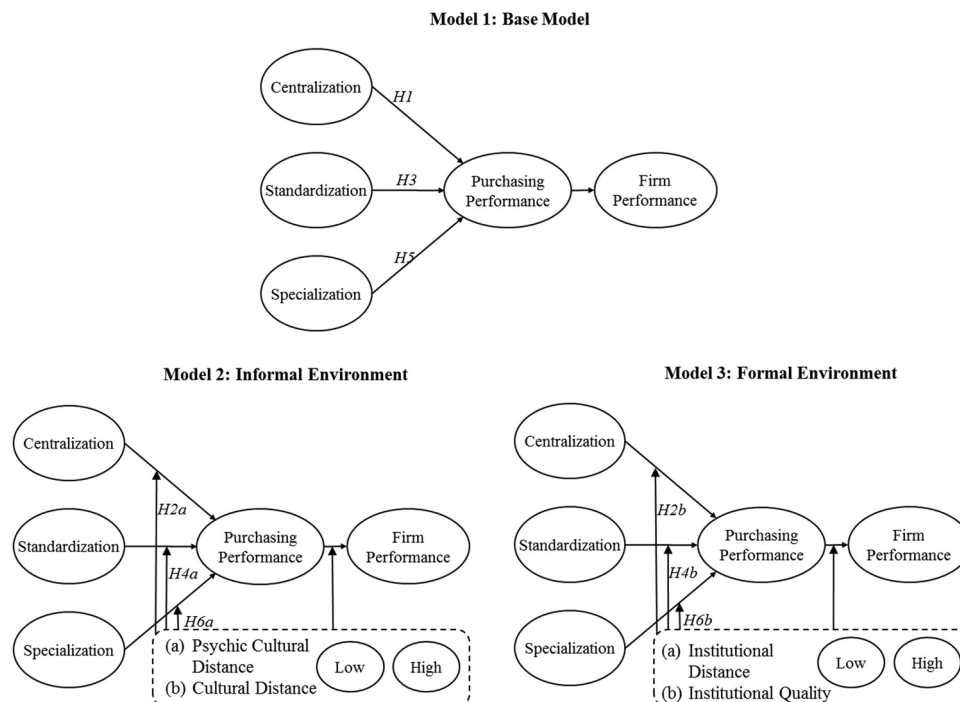 Model 1: Base Model
Centralization
H1
Standardization
H3
Purchasing
Performance
Firm
Performance
H5
Specialization
Model 2: Informal Environment
Centralization
H2a
Standardization
Purchasing
Performance
Firm
Performance
H4a
H6a
Specialization
(a) Psychic Cultural
Distance
(b) Cultural Distance
Low
High
Model 3: Formal Environment
Centralization
H2b
Standardization
Purchasing
Performance
Firm
Performance
H4b
H6b
Specialization
(a) Institutional
Distance
(b) Institutional Quality
Low
High